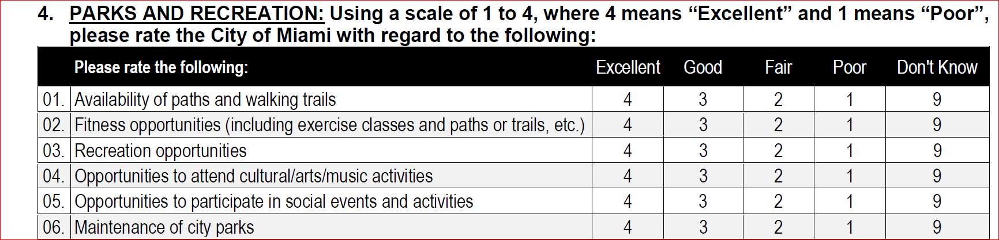 4. PARKS AND RECREATION: Using a scale of 1 to 4, where 4 means “Excellent” and 1 means “Poor”,
please rate the City of Miami with regard to the following:
Please rate the following: Excellent Good Fair Poor Don't Know
01. Availability of paths and walking trails 4 3 2 1 9
02. Fitness opportunities (including exercise classes and paths or trails, etc.) 4 3 2 1 9
03. Recreation opportunities 4 3 2 1 9
04. Opportunities to attend cultural/arts/music activities 4 3 2 1 9
05. Opportunities to participate in social events and activities 4 3 2 1 9
06. Maintenance of city parks 4 3 2 1 9